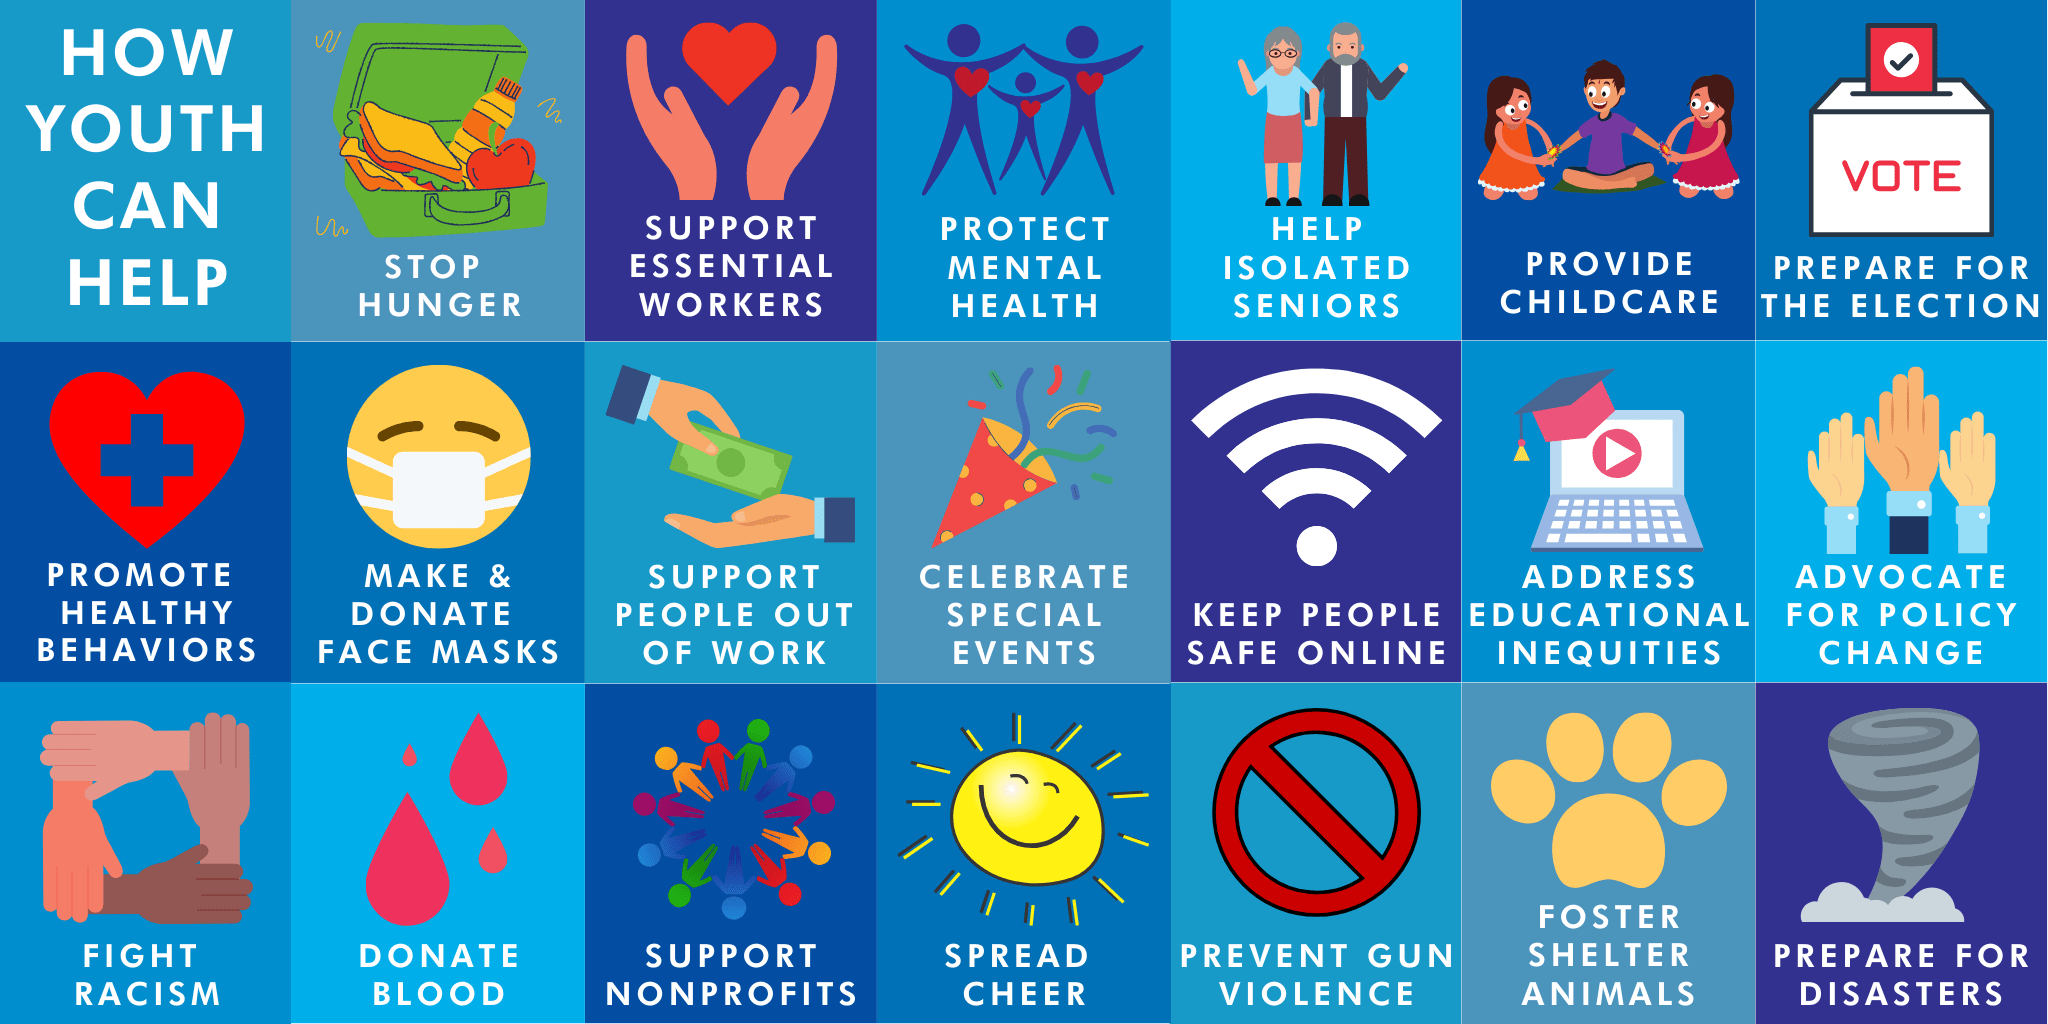 HOW
YOUTH
CAN
HELP
STOP
HUNGER
SUPPORT
ESSENTIAL
WORKERS
PROTECT
MENTAL
HEALTH
HELP
ISOLATED
SENIORS
PROVIDE
CHILDCARE
VOTE
PREPARE FOR
THE ELECTION
PROMOTE
HEALTHY
BEHAVIORS
MAKE &
DONATE
FACE MASKS
SUPPORT
PEOPLE OUT
OF WORK
CELEBRATE
SPECIAL
EVENTS
KEEP PEOPLE
SAFE ONLINE
ADDRESS
EDUCATIONAL
INEQUITIES
ADVOCATE
FOR POLICY
CHANGE
FIGHT
RACISM
DONATE
BLOOD
SUPPORT
NONPROFITS
SPREAD
CHEER
PREVENT GUN
VIOLENCE
FOSTER
SHELTER
ANIMALS
PREPARE FOR
DISASTERS